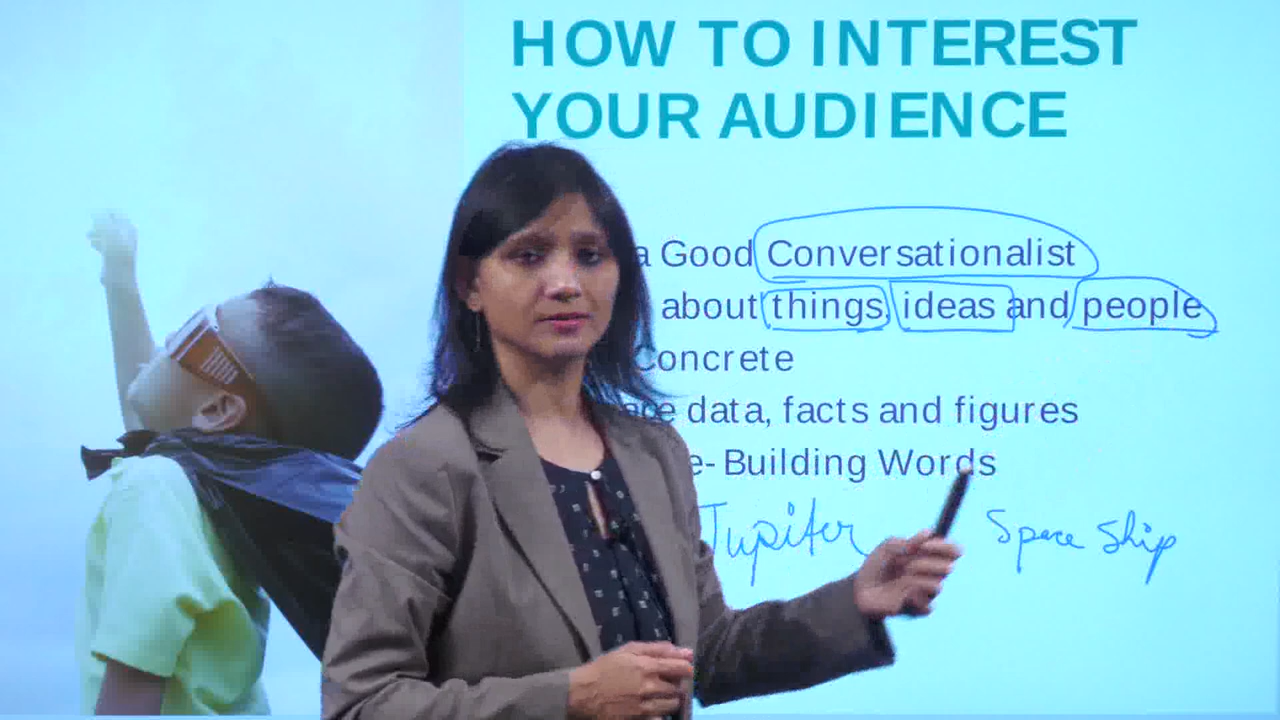 HOW TO INTEREST
YOUR AUDIENCE
a Good Conversationalist
about things, ideas and people
Concrete
data, facts and figures
Building Words
Jupiter Space Ship